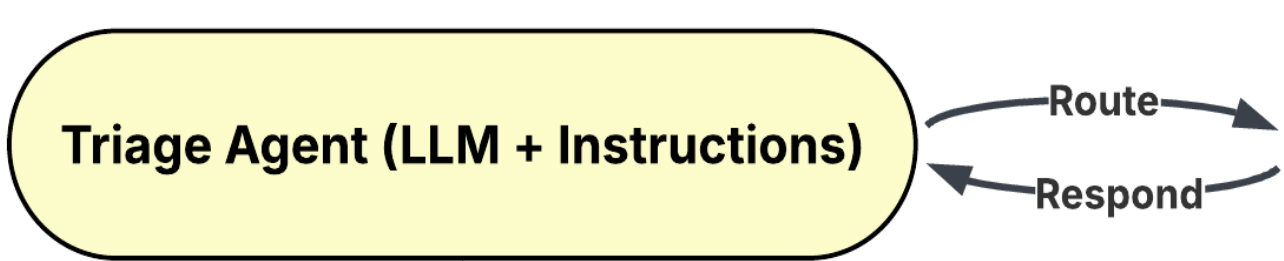 Triage Agent (LLM + Instructions)
Route
Respond